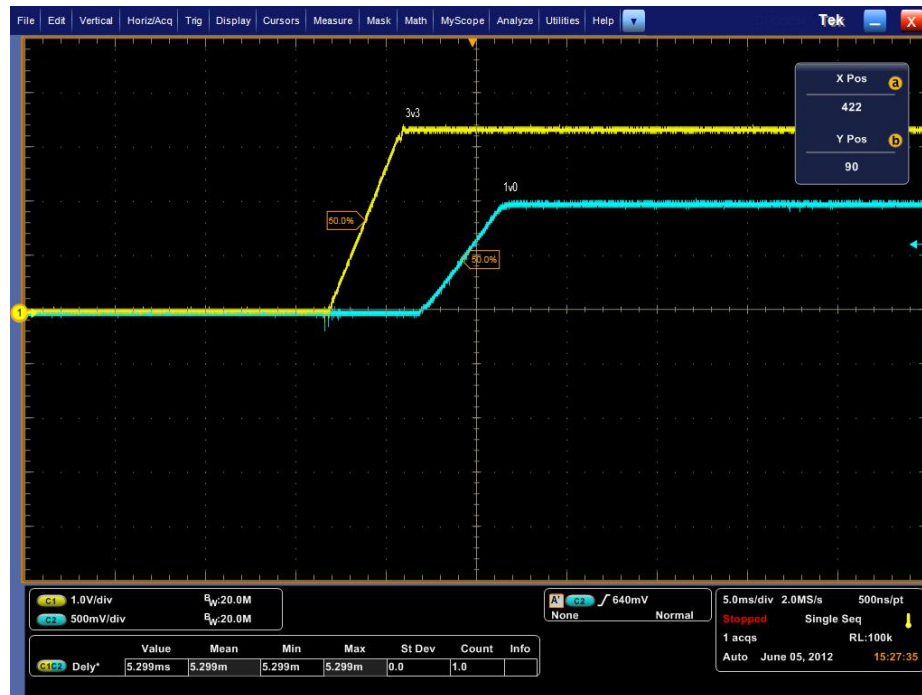 File Edit Vertical Horiz/Acq Trig Display Cursors Measure Mask Math MyScope Analyze Utilities Help Tek X
X Pos a
422
Y Pos b
90
3v3
1v0
50.0%
50.0%
1
C1 1.0V/div BW:20.0M
C2 500mV/div BW:20.0M
A' C2 640mV
None Normal
5.0ms/div 2.0MS/s 500ns/pt
Stopped Single Seq
1 acqs RL:100k
Auto June 05, 2012 15:27:35
Value Mean Min Max St Dev Count Info
C1C2 Dely* 5.299ms 5.299m 5.299m 5.299m 0.0 1.0